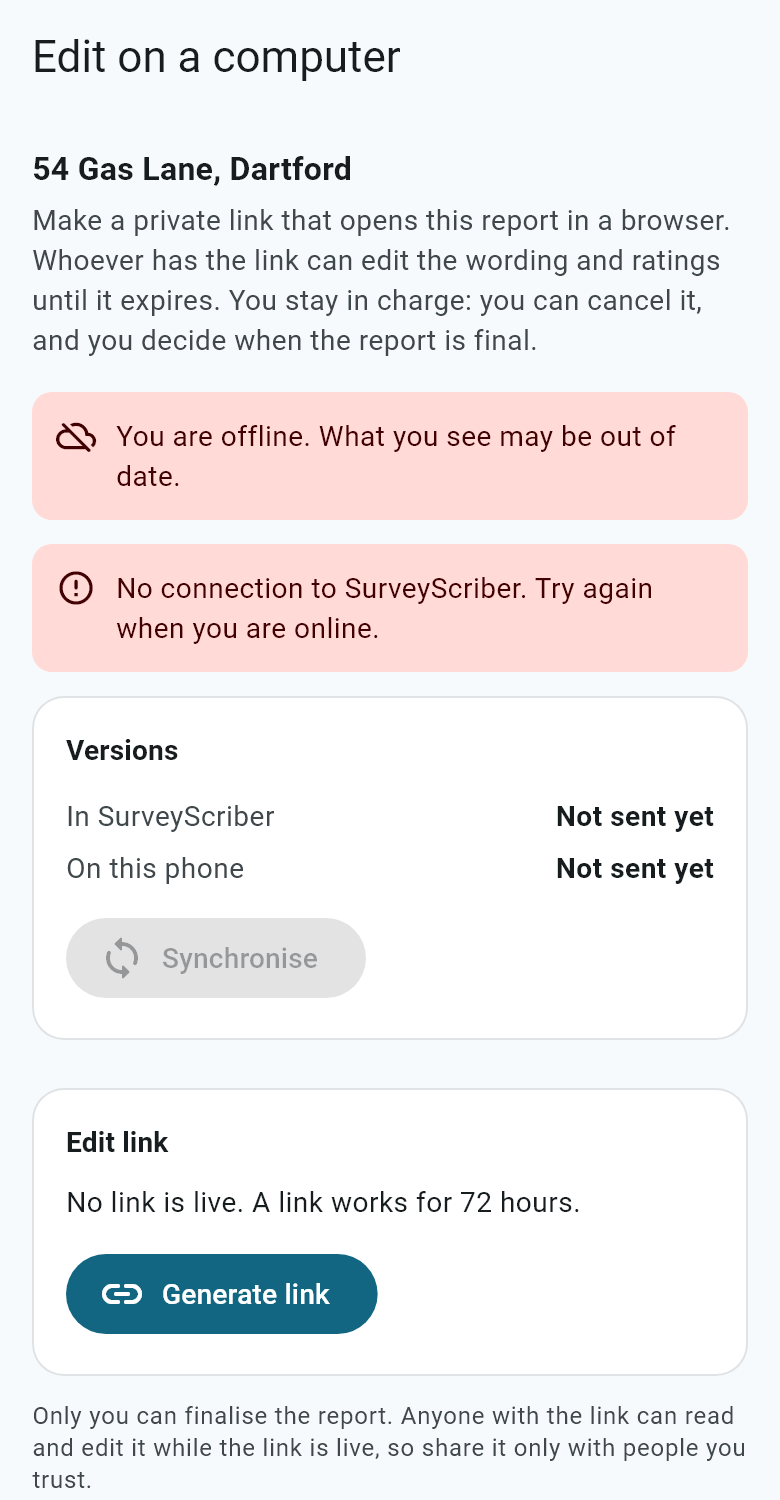 Edit on a computer
54 Gas Lane, Dartford
Make a private link that opens this report in a browser.
Whoever has the link can edit the wording and ratings
until it expires. You stay in charge: you can cancel it,
and you decide when the report is final.
You are offline. What you see may be out of
date.
No connection to SurveyScriber. Try again
when you are online.
Versions
In SurveyScriber Not sent yet
On this phone Not sent yet
Synchronise
Edit link
No link is live. A link works for 72 hours.
Generate link
Only you can finalise the report. Anyone with the link can read
and edit it while the link is live, so share it only with people you
trust.